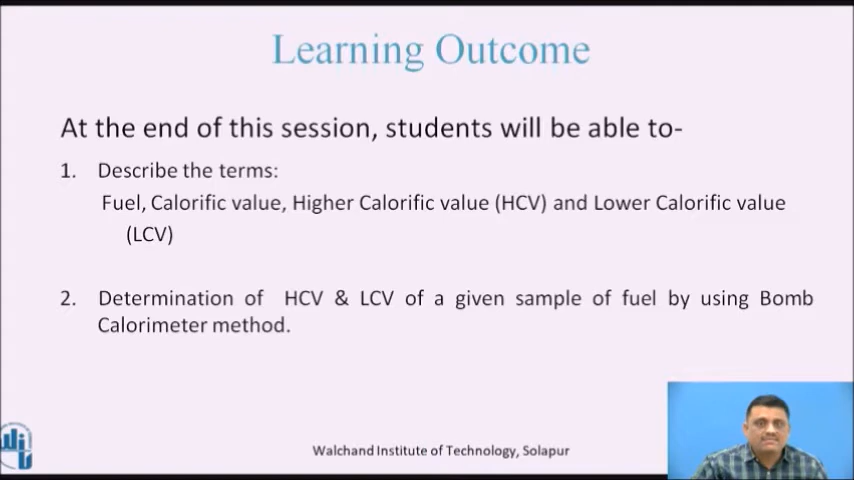 Learning Outcome
At the end of this session, students will be able to-
1. Describe the terms:
Fuel, Calorific value, Higher Calorific value (HCV) and Lower Calorific value
(LCV)
2. Determination of HCV & LCV of a given sample of fuel by using Bomb
Calorimeter method.
Walchand Institute of Technology, Solapur